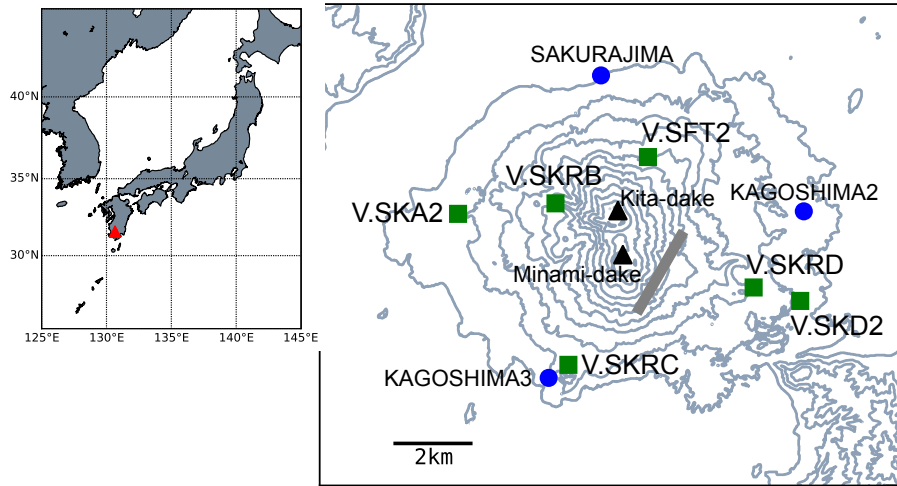 40°N
35°N
30°N
125°E 130°E 135°E 140°E 145°E
SAKURAJIMA
V.SFT2
V.SKRB
Kita-dake
KAGOSHIMA2
V.SKA2
Minami-dake
V.SKRD
V.SKD2
V.SKRC
KAGOSHIMA3
2km